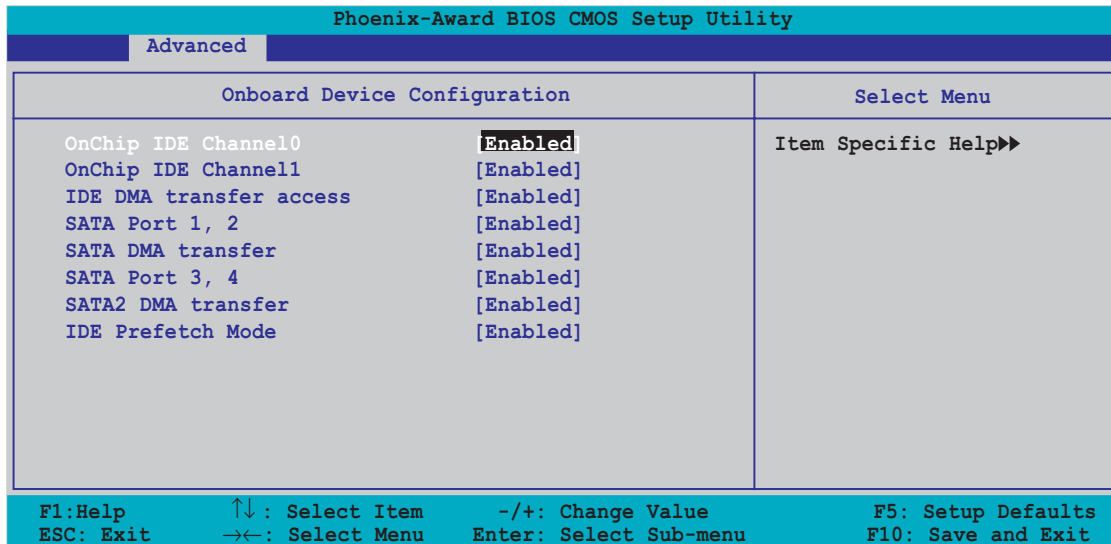 Phoenix-Award BIOS CMOS Setup Utility
Advanced
Onboard Device Configuration
Select Menu
OnChip IDE Channel0 [Enabled]
Item Specific Help▶▶
OnChip IDE Channel1 [Enabled]
IDE DMA transfer access [Enabled]
SATA Port 1, 2 [Enabled]
SATA DMA transfer [Enabled]
SATA Port 3, 4 [Enabled]
SATA2 DMA transfer [Enabled]
IDE Prefetch Mode [Enabled]
F1:Help ↑↓: Select Item -/+: Change Value F5: Setup Defaults
ESC: Exit →←: Select Menu Enter: Select Sub-menu F10: Save and Exit